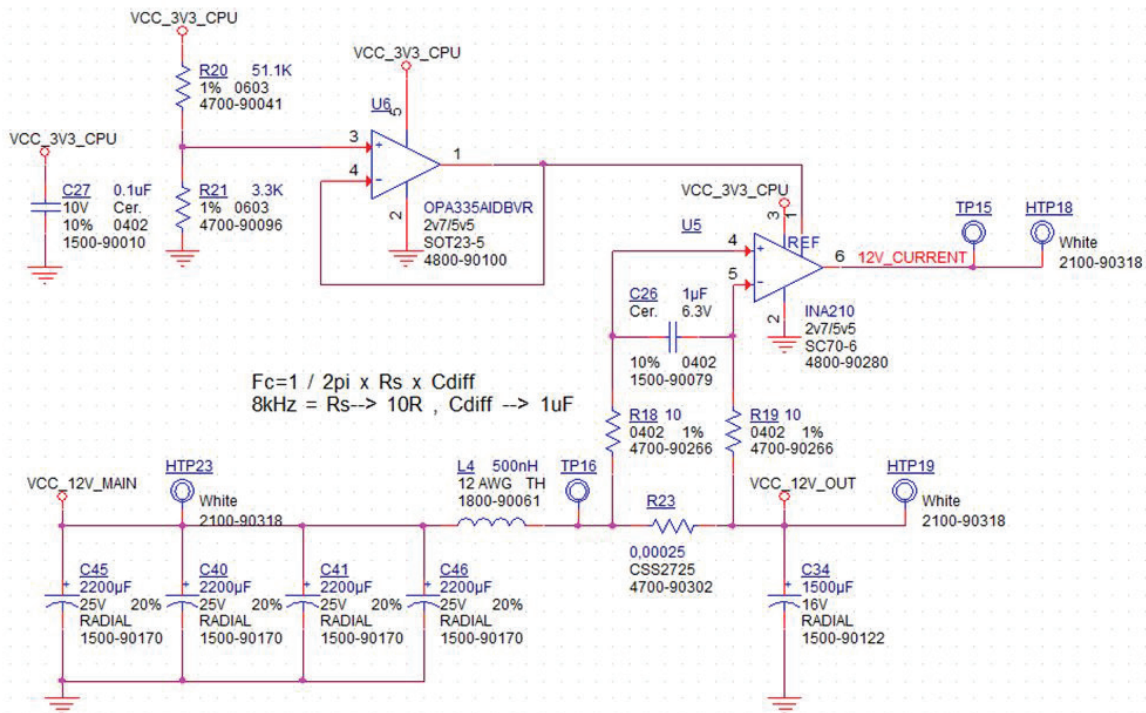 VCC_3V3_CPU
R20 51.1K
1% 0603
4700-90041
VCC_3V3_CPU
U6
5
3
+
4
-
1
2
OPA335AIDBVR
2v7/5v5
SOT23-5
4800-90100
VCC_3V3_CPU
C27 0.1uF
10V Cer.
10% 0402
1500-90010
R21 3.3K
1% 0603
4700-90096
VCC_3V3_CPU
U5
3
1
REF
4
+
5
-
6
12V_CURRENT
2
INA210
2v7/5v5
SC70-6
4800-90280
TP15
HTP18
White
2100-90318
C26 1µF
Cer. 6.3V
10% 0402
1500-90079
Fc=1 / 2pi x Rs x Cdiff
8kHz = Rs--> 10R , Cdiff --> 1uF
R18 10
0402 1%
4700-90266
R19 10
0402 1%
4700-90266
VCC_12V_MAIN
HTP23
White
2100-90318
L4 500nH
12 AWG TH
1800-90061
TP16
R23
0,00025
CSS2725
4700-90302
VCC_12V_OUT
HTP19
White
2100-90318
+
C45
2200µF
25V 20%
RADIAL
1500-90170
+
C40
2200µF
25V 20%
RADIAL
1500-90170
+
C41
2200µF
25V 20%
RADIAL
1500-90170
+
C46
2200µF
25V 20%
RADIAL
1500-90170
+
C34
1500µF
16V
RADIAL
1500-90122